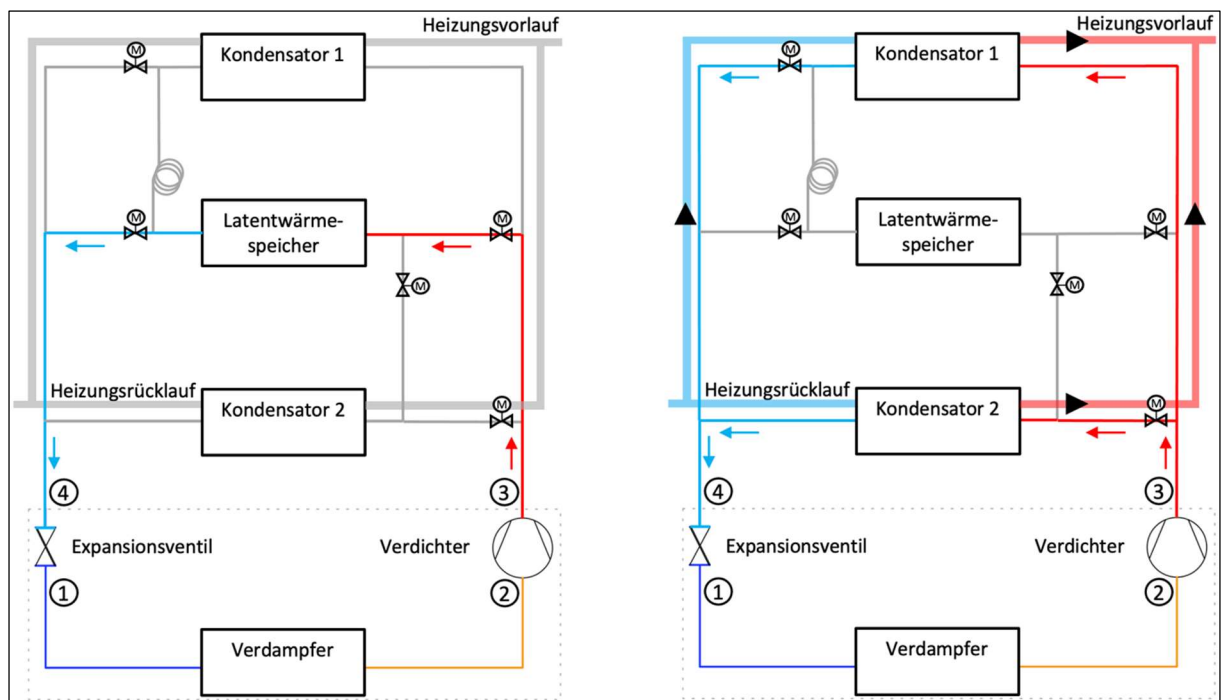 Heizungsvorlauf
M
Kondensator 1
Latentwärme-
speicher
M
M
M
Heizungsrücklauf
Kondensator 2
M
4
3
Expansionsventil
Verdichter
1
2
Verdampfer
Heizungsvorlauf
M
Kondensator 1
Latentwärme-
speicher
M
M
M
Heizungsrücklauf
Kondensator 2
M
4
3
Expansionsventil
Verdichter
1
2
Verdampfer